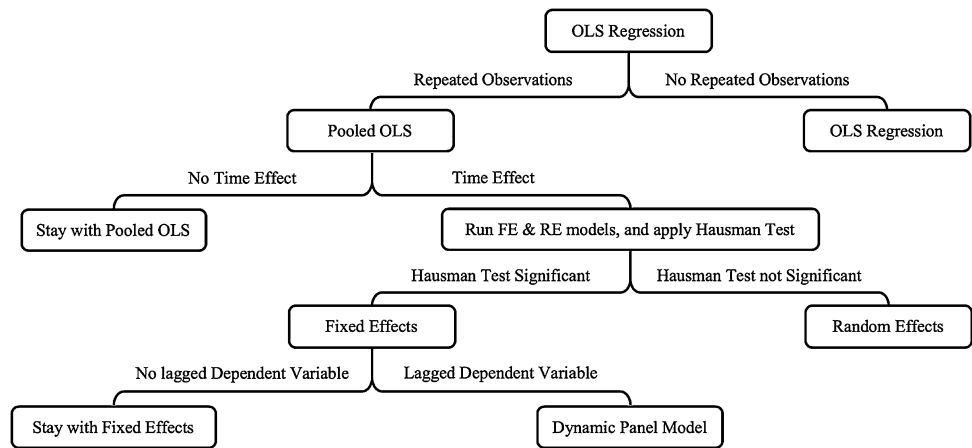 OLS Regression
Repeated Observations
No Repeated Observations
Pooled OLS
OLS Regression
No Time Effect
Time Effect
Stay with Pooled OLS
Run FE & RE models, and apply Hausman Test
Hausman Test Significant
Hausman Test not Significant
Fixed Effects
Random Effects
No lagged Dependent Variable
Lagged Dependent Variable
Stay with Fixed Effects
Dynamic Panel Model